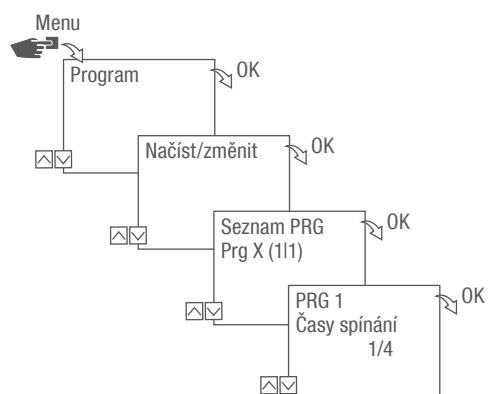 Menu
Program
OK
Načíst/změnit
OK
Seznam PRG
Prg X (1|1)
OK
PRG 1
Časy spínání
1/4
OK